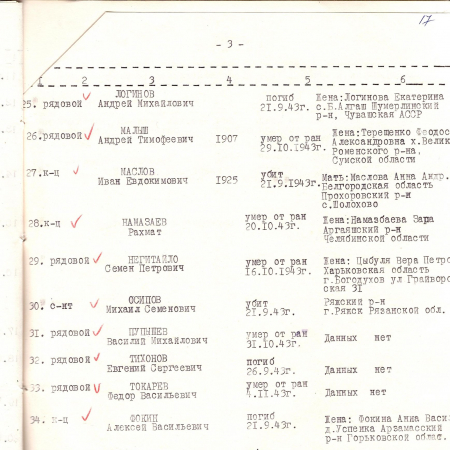 17
- 3 -
1 2 3 4 5 6
25. рядовой ЛОГИНОВ Андрей Михайлович погиб 21.9.43г. Жена: Логинова Екатерина
с.Б.Алгаш Шумерлинский
р-н, Чувашская АССР
26. рядовой МАЛЫШ Андрей Тимофеевич 1907 умер от ран 29.10.1943г. Жена: Терещенко
Александровна х.Велик
Роменского р-на,
Сумской области
27. к-ц МАСЛОВ Иван Евдокимович 1925 убит 21.9.1943г. Мать: Маслова Анна Андр.
Белгородская область
Прохоровский р-н
с.Шолохово
28. к-ц НАМАЗАЕВ Рахмат умер от ран 20.10.43г. Жена: Намазбаева Зара
Аргаяшский р-н
Челябинской области
29. рядовой НЕГИТАЙЛО Семен Петрович умер от ран 16.10.1943г. Жена: Цыбуля Вера Петро
Харьковская область
г.Богодухов ул Грайворо
ская 31
30. с-нт ОСИПОВ Михаил Семенович убит 21.9.43г. Ряжский р-н
г.Ряжск Рязанской обл.
31. рядовой ПУПЫНЕВ Василий Михайлович умер от ран 31.10.43г. Данных нет
32. рядовой ТИХОНОВ Евгений Сергеевич погиб 26.9.43г. Данных нет
33. рядовой ТОКАРЕВ Федор Васильевич умер от ран 4.11.43г. Данных нет
34. к-ц ФОКИН Алексей Васильевич погиб 21.9.43г. Жена: Фокина Анна Васи
д.Успенка Арзамасский
р-н Горьковской облас.